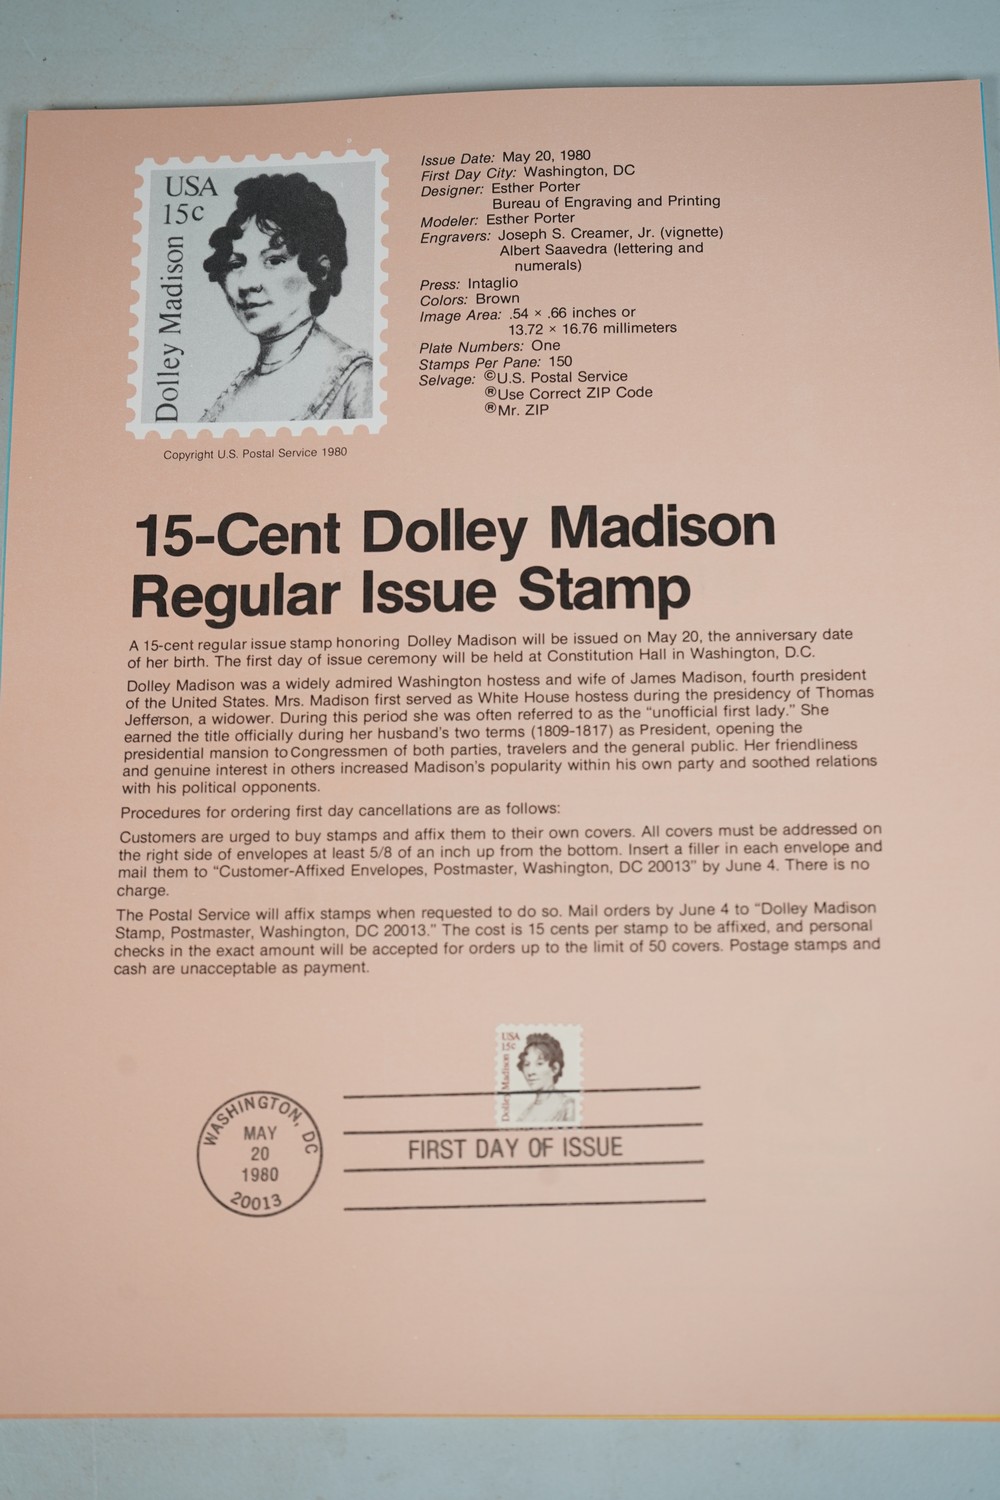 USA
15c
Dolley Madison
Copyright U.S. Postal Service 1980
Issue Date: May 20, 1980
First Day City: Washington, DC
Designer: Esther Porter
Bureau of Engraving and Printing
Modeler: Esther Porter
Engravers: Joseph S. Creamer, Jr. (vignette)
Albert Saavedra (lettering and
numerals)
Press: Intaglio
Colors: Brown
Image Area: .54 × .66 inches or
13.72 × 16.76 millimeters
Plate Numbers: One
Stamps Per Pane: 150
Selvage: ©U.S. Postal Service
®Use Correct ZIP Code
®Mr. ZIP
15-Cent Dolley Madison
Regular Issue Stamp
A 15-cent regular issue stamp honoring Dolley Madison will be issued on May 20, the anniversary date
of her birth. The first day of issue ceremony will be held at Constitution Hall in Washington, D.C.
Dolley Madison was a widely admired Washington hostess and wife of James Madison, fourth president
of the United States. Mrs. Madison first served as White House hostess during the presidency of Thomas
Jefferson, a widower. During this period she was often referred to as the "unofficial first lady." She
earned the title officially during her husband's two terms (1809-1817) as President, opening the
presidential mansion to Congressmen of both parties, travelers and the general public. Her friendliness
and genuine interest in others increased Madison's popularity within his own party and soothed relations
with his political opponents.
Procedures for ordering first day cancellations are as follows:
Customers are urged to buy stamps and affix them to their own covers. All covers must be addressed on
the right side of envelopes at least 5/8 of an inch up from the bottom. Insert a filler in each envelope and
mail them to "Customer-Affixed Envelopes, Postmaster, Washington, DC 20013" by June 4. There is no
charge.
The Postal Service will affix stamps when requested to do so. Mail orders by June 4 to "Dolley Madison
Stamp, Postmaster, Washington, DC 20013." The cost is 15 cents per stamp to be affixed, and personal
checks in the exact amount will be accepted for orders up to the limit of 50 covers. Postage stamps and
cash are unacceptable as payment.
USA
15c
Dolley Madison
WASHINGTON, DC
MAY
20
1980
20013
FIRST DAY OF ISSUE